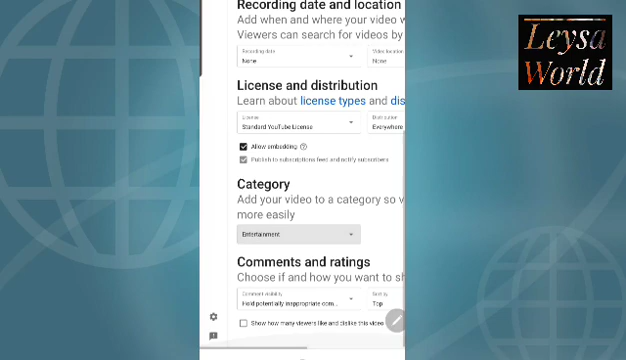 Recording date and location
Add when and where your video w
Viewers can search for videos by
Recording date
None
Video location
None
License and distribution
Learn about license types and dis
License
Standard YouTube License
Distribution
Everywhere
Allow embedding
Publish to subscriptions feed and notify subscribers
Category
Add your video to a category so v
more easily
Entertainment
Comments and ratings
Choose if and how you want to sh
Comment visibility
Hold potentially inappropriate com...
Sort by
Top
Show how many viewers like and dislike this video
Leysa
World